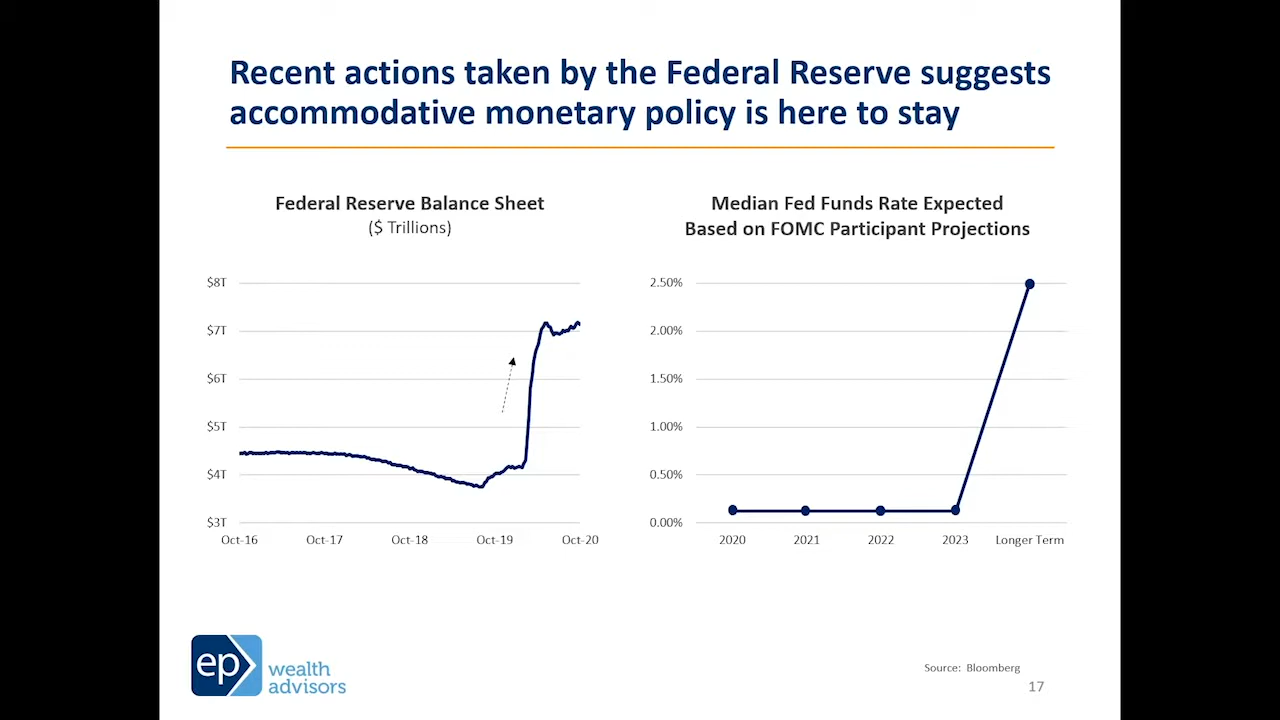 Recent actions taken by the Federal Reserve suggests
accommodative monetary policy is here to stay
Federal Reserve Balance Sheet
($ Trillions)
$8T
$7T
$6T
$5T
$4T
$3T
Oct-16 Oct-17 Oct-18 Oct-19 Oct-20
Median Fed Funds Rate Expected
Based on FOMC Participant Projections
2.50%
2.00%
1.50%
1.00%
0.50%
0.00%
2020 2021 2022 2023 Longer Term
ep wealth
advisors
Source: Bloomberg
17